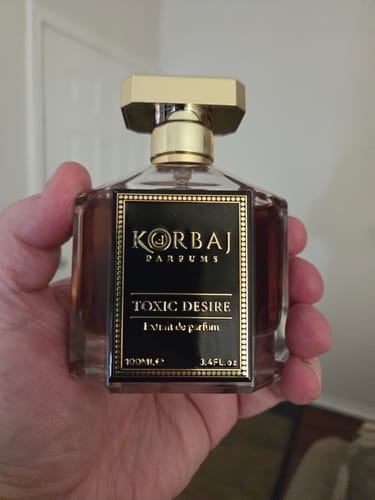 KORBAJ
PARFUMS
TOXIC DESIRE
Extrait de parfum
100ML℮ 3.4FL.oz